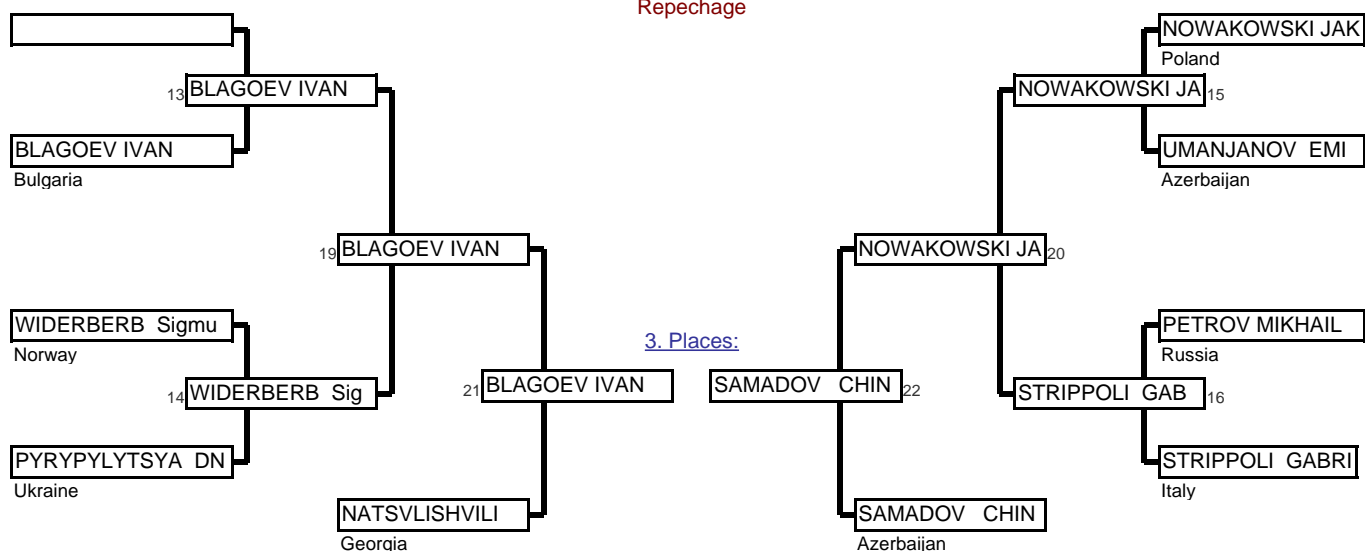 Repechage
NOWAKOWSKI JAK
Poland
13 BLAGOEV IVAN
NOWAKOWSKI JA 15
BLAGOEV IVAN
Bulgaria
UMANJANOV EMI
Azerbaijan
19 BLAGOEV IVAN
NOWAKOWSKI JA 20
WIDERBERB Sigmu
Norway
PETROV MIKHAIL
Russia
3. Places:
14 WIDERBERB Sig
21 BLAGOEV IVAN
SAMADOV CHIN 22
STRIPPOLI GAB 16
PYRYPYLYTSYA DN
Ukraine
STRIPPOLI GABRI
Italy
NATSVLISHVILI
Georgia
SAMADOV CHIN
Azerbaijan